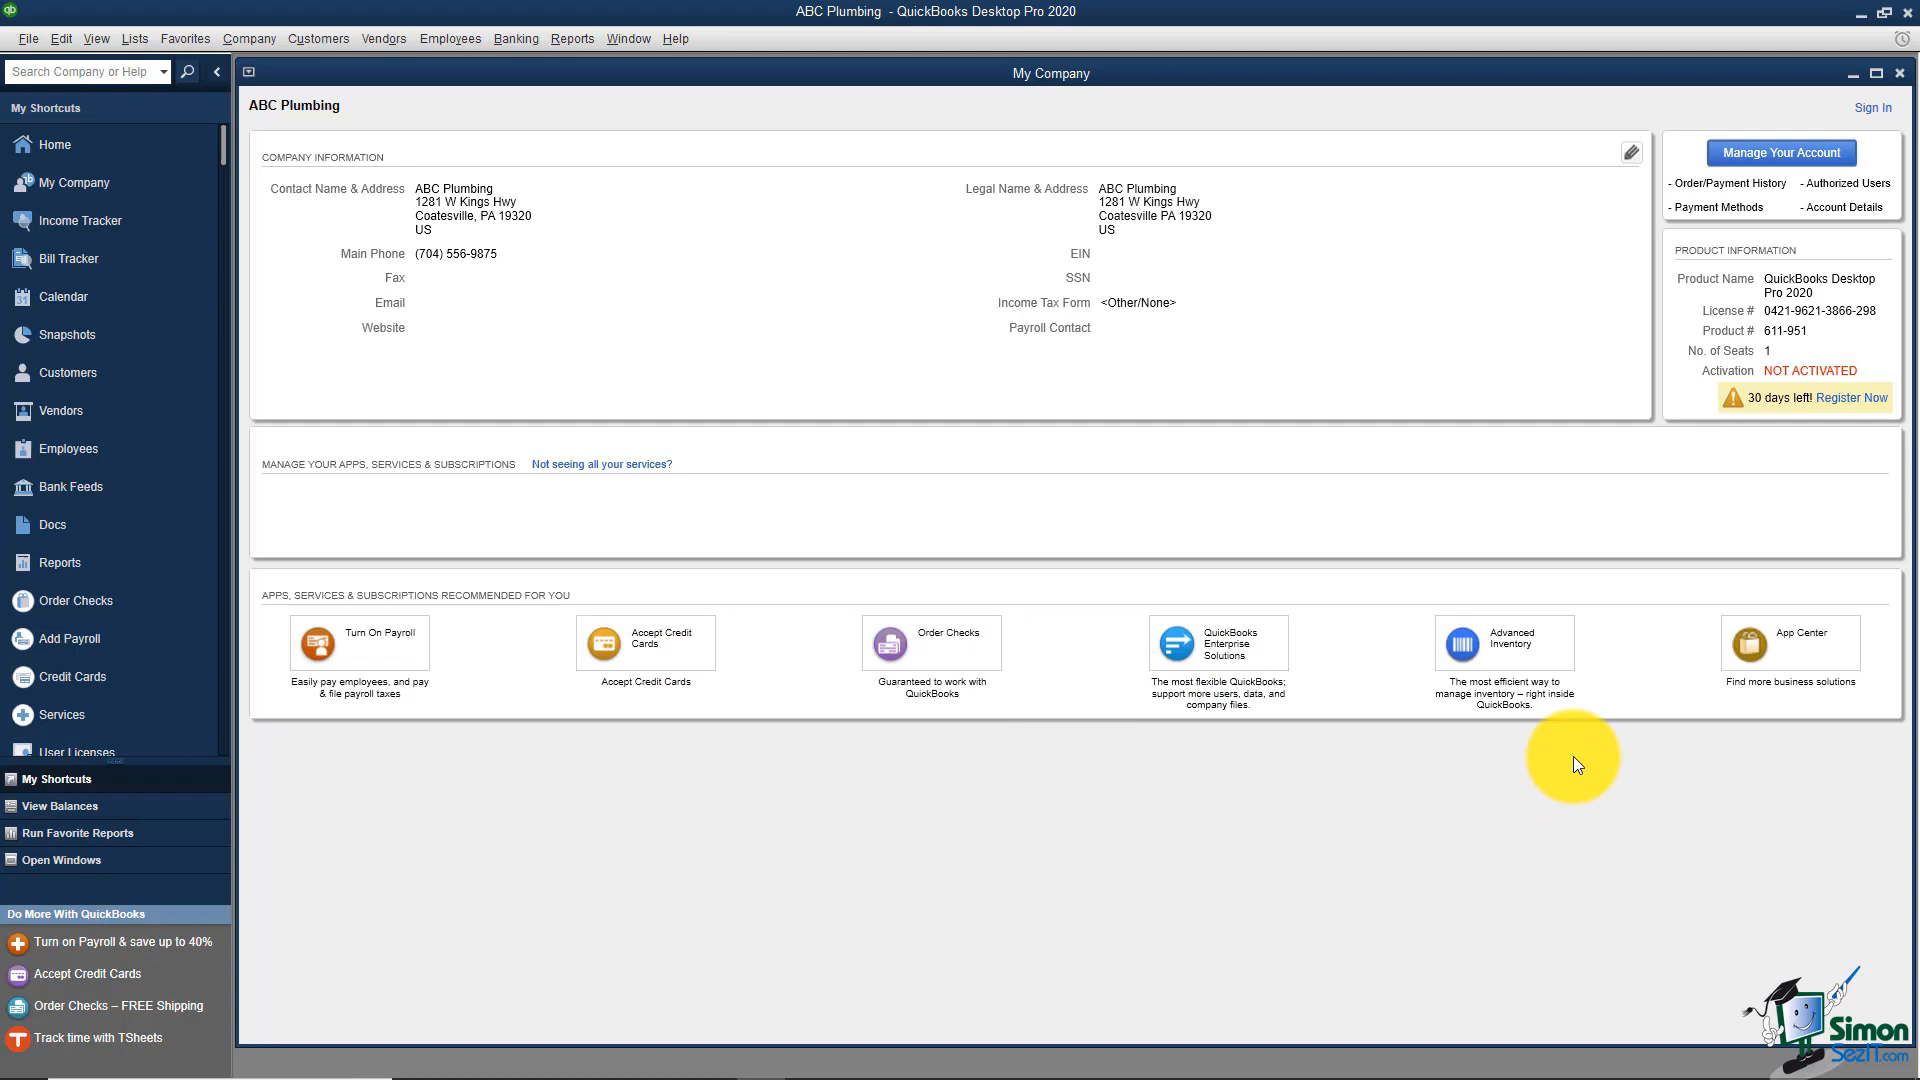 ABC Plumbing - QuickBooks Desktop Pro 2020
File Edit View Lists Favorites Company Customers Vendors Employees Banking Reports Window Help
Search Company or Help
My Shortcuts
Home
My Company
Income Tracker
Bill Tracker
31
Calendar
Snapshots
Customers
Vendors
Employees
Bank Feeds
Docs
Reports
Order Checks
Add Payroll
Credit Cards
Services
User Licenses
My Shortcuts
View Balances
Run Favorite Reports
Open Windows
Do More With QuickBooks
Turn on Payroll & save up to 40%
Accept Credit Cards
Order Checks – FREE Shipping
Track time with TSheets
My Company
ABC Plumbing
Sign In
COMPANY INFORMATION
Contact Name & Address ABC Plumbing
1281 W Kings Hwy
Coatesville, PA 19320
US
Main Phone (704) 556-9875
Fax
Email
Website
Legal Name & Address ABC Plumbing
1281 W Kings Hwy
Coatesville PA 19320
US
EIN
SSN
Income Tax Form <Other/None>
Payroll Contact
Manage Your Account
- Order/Payment History - Authorized Users
- Payment Methods - Account Details
PRODUCT INFORMATION
Product Name QuickBooks Desktop
Pro 2020
License # 0421-9621-3866-298
Product # 611-951
No. of Seats 1
Activation NOT ACTIVATED
30 days left! Register Now
MANAGE YOUR APPS, SERVICES & SUBSCRIPTIONS Not seeing all your services?
APPS, SERVICES & SUBSCRIPTIONS RECOMMENDED FOR YOU
Turn On Payroll
Easily pay employees, and pay
& file payroll taxes
Accept Credit
Cards
Accept Credit Cards
Order Checks
Guaranteed to work with
QuickBooks
QuickBooks
Enterprise
Solutions
The most flexible QuickBooks;
support more users, data, and
company files.
Advanced
Inventory
The most efficient way to
manage inventory – right inside
QuickBooks.
App Center
Find more business solutions
Simon
SezIT.com